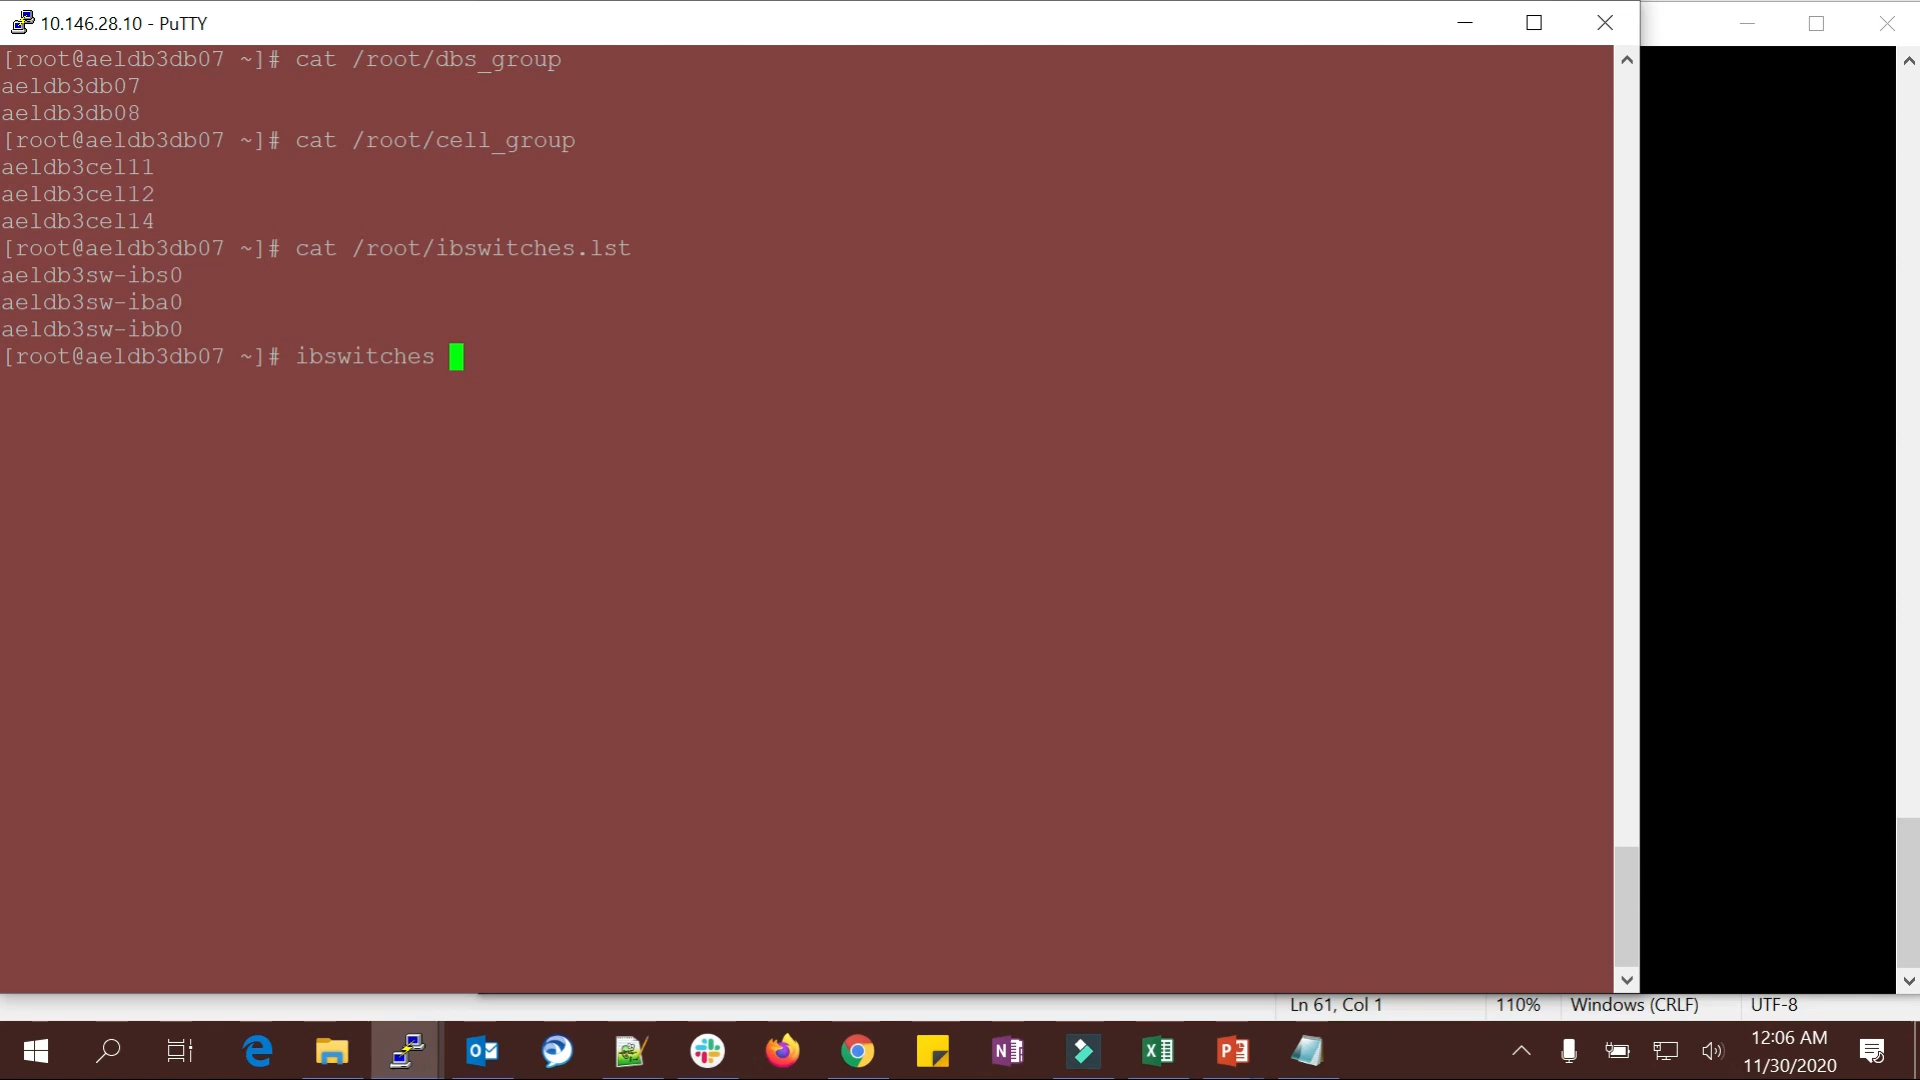 10.146.28.10 - PuTTY
[root@aeldb3db07 ~]# cat /root/dbs_group
aeldb3db07
aeldb3db08
[root@aeldb3db07 ~]# cat /root/cell_group
aeldb3cel11
aeldb3cel12
aeldb3cel14
[root@aeldb3db07 ~]# cat /root/ibswitches.lst
aeldb3sw-ibs0
aeldb3sw-iba0
aeldb3sw-ibb0
[root@aeldb3db07 ~]# ibswitches
Ln 61, Col 1 110% Windows (CRLF) UTF-8
12:06 AM
11/30/2020